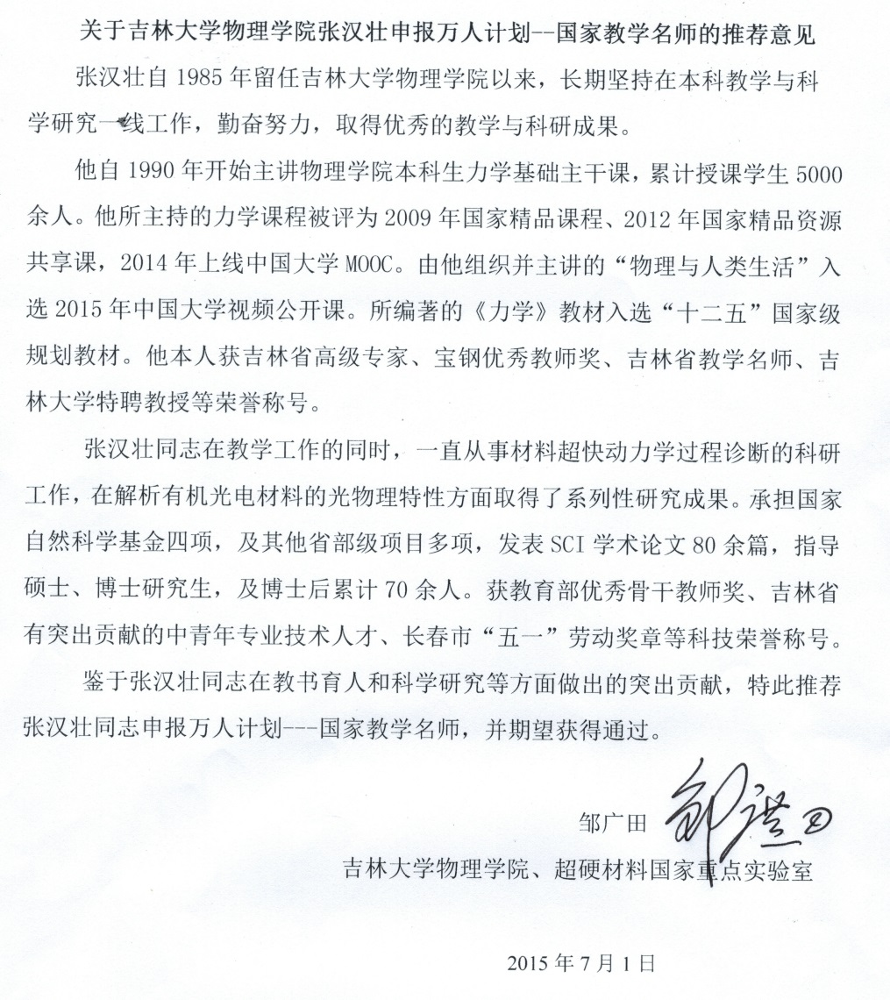 关于吉林大学物理学院张汉壮申报万人计划--国家教学名师的推荐意见
张汉壮自 1985 年留任吉林大学物理学院以来，长期坚持在本科教学与科
学研究一线工作，勤奋努力，取得优秀的教学与科研成果。
他自 1990 年开始主讲物理学院本科生力学基础主干课，累计授课学生 5000
余人。他所主持的力学课程被评为 2009 年国家精品课程、2012 年国家精品资源
共享课，2014 年上线中国大学 MOOC。由他组织并主讲的“物理与人类生活”入
选 2015 年中国大学视频公开课。所编著的《力学》教材入选“十二五”国家级
规划教材。他本人获吉林省高级专家、宝钢优秀教师奖、吉林省教学名师、吉
林大学特聘教授等荣誉称号。
张汉壮同志在教学工作的同时，一直从事材料超快动力学过程诊断的科研
工作，在解析有机光电材料的光物理特性方面取得了系列性研究成果。承担国家
自然科学基金四项，及其他省部级项目多项，发表 SCI 学术论文 80 余篇，指导
硕士、博士研究生，及博士后累计 70 余人。获教育部优秀骨干教师奖、吉林省
有突出贡献的中青年专业技术人才、长春市“五一”劳动奖章等科技荣誉称号。
鉴于张汉壮同志在教书育人和科学研究等方面做出的突出贡献，特此推荐
张汉壮同志申报万人计划---国家教学名师，并期望获得通过。
邹广田 邹广田
吉林大学物理学院、超硬材料国家重点实验室
2015 年 7 月 1 日